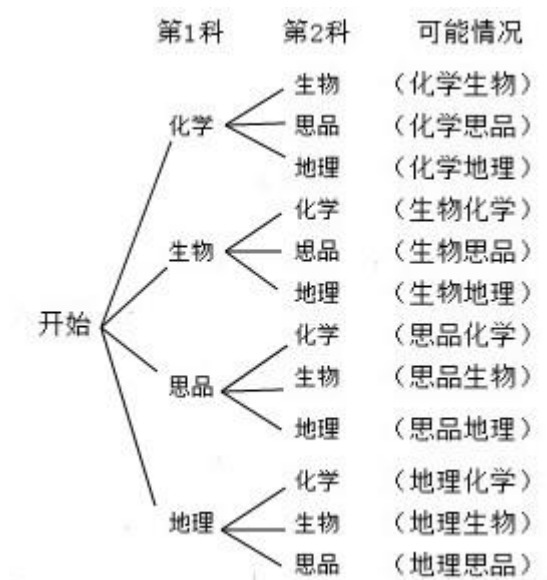 第1科 第2科 可能情况
生物 （化学生物）
化学 思品 （化学思品）
地理 （化学地理）
化学 （生物化学）
生物 思品 （生物思品）
地理 （生物地理）
开始
化学 （思品化学）
思品 生物 （思品生物）
地理 （思品地理）
化学 （地理化学）
地理 生物 （地理生物）
思品 （地理思品）